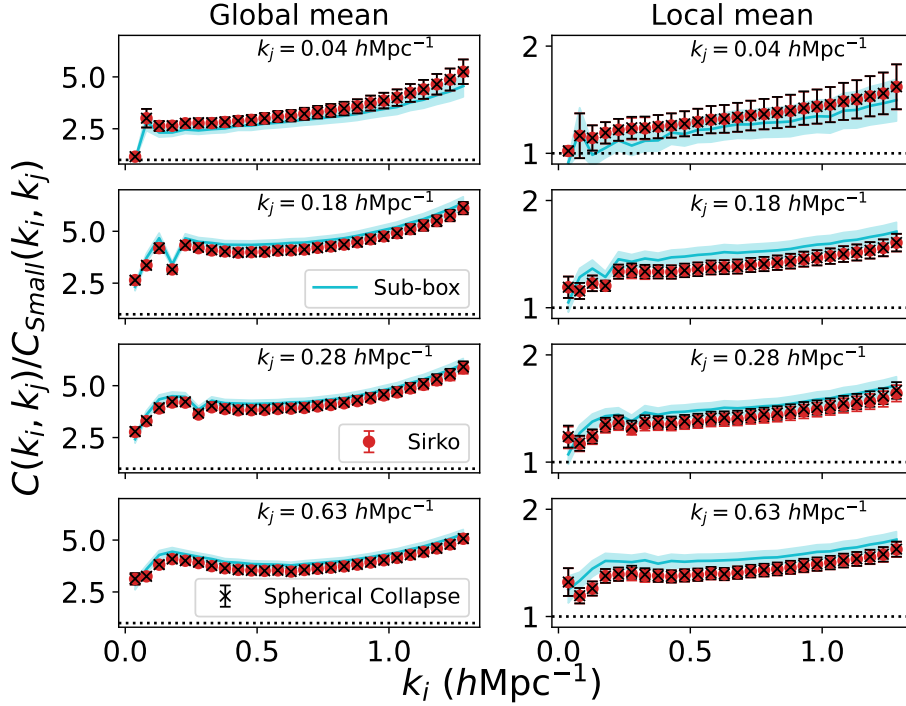 Global mean
Local mean
C(k_i, k_j)/C_Small(k_i, k_j)
k_j = 0.04 hMpc⁻¹
5.0
2.5
k_j = 0.04 hMpc⁻¹
2
1
k_j = 0.18 hMpc⁻¹
5.0
2.5
Sub-box
k_j = 0.18 hMpc⁻¹
2
1
k_j = 0.28 hMpc⁻¹
5.0
2.5
Sirko
k_j = 0.28 hMpc⁻¹
2
1
k_j = 0.63 hMpc⁻¹
5.0
2.5
Spherical Collapse
k_j = 0.63 hMpc⁻¹
2
1
0.0 0.5 1.0
0.0 0.5 1.0
k_i (hMpc⁻¹)